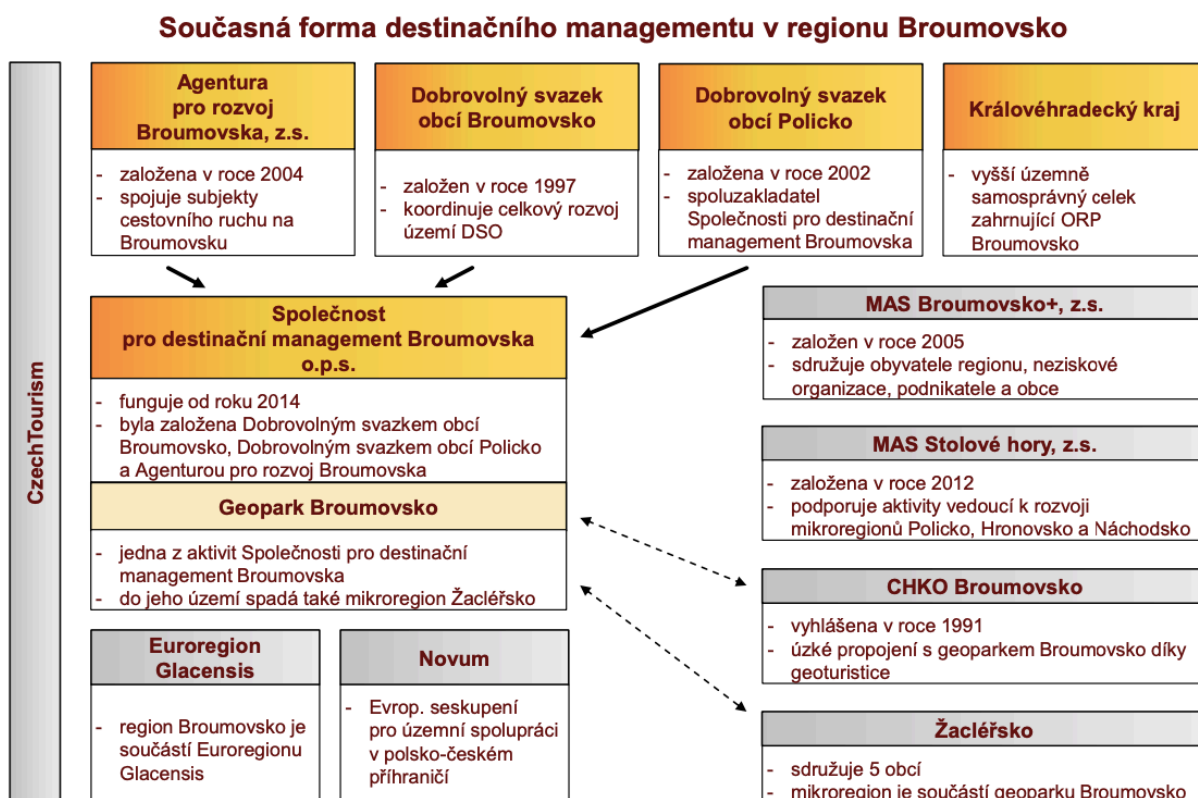 Současná forma destinačního managementu v regionu Broumovsko
CzechTourism
Agentura
pro rozvoj
Broumovska, z.s.
- založena v roce 2004
- spojuje subjekty
cestovního ruchu na
Broumovsku
Dobrovolný svazek
obcí Broumovsko
- založen v roce 1997
- koordinuje celkový rozvoj
území DSO
Dobrovolný svazek
obcí Policko
- založena v roce 2002
- spoluzakladatel
Společnosti pro destinační
management Broumovska
Královéhradecký kraj
- vyšší územně
samosprávný celek
zahrnující ORP
Broumovsko
Společnost
pro destinační management Broumovska
o.p.s.
- funguje od roku 2014
- byla založena Dobrovolným svazkem obcí
Broumovsko, Dobrovolným svazkem obcí Policko
a Agenturou pro rozvoj Broumovska
Geopark Broumovsko
- jedna z aktivit Společnosti pro destinační
management Broumovska
- do jeho území spadá také mikroregion Žacléřsko
MAS Broumovsko+, z.s.
- založen v roce 2005
- sdružuje obyvatele regionu, neziskové
organizace, podnikatele a obce
MAS Stolové hory, z.s.
- založena v roce 2012
- podporuje aktivity vedoucí k rozvoji
mikroregionů Policko, Hronovsko a Náchodsko
CHKO Broumovsko
- vyhlášena v roce 1991
- úzké propojení s geoparkem Broumovsko díky
geoturistice
Euroregion
Glacensis
- region Broumovsko je
součástí Euroregionu
Glacensis
Novum
- Evrop. seskupení
pro územní spolupráci
v polsko-českém
příhraničí
Žacléřsko
- sdružuje 5 obcí
- mikroregion je součástí geoparku Broumovsko